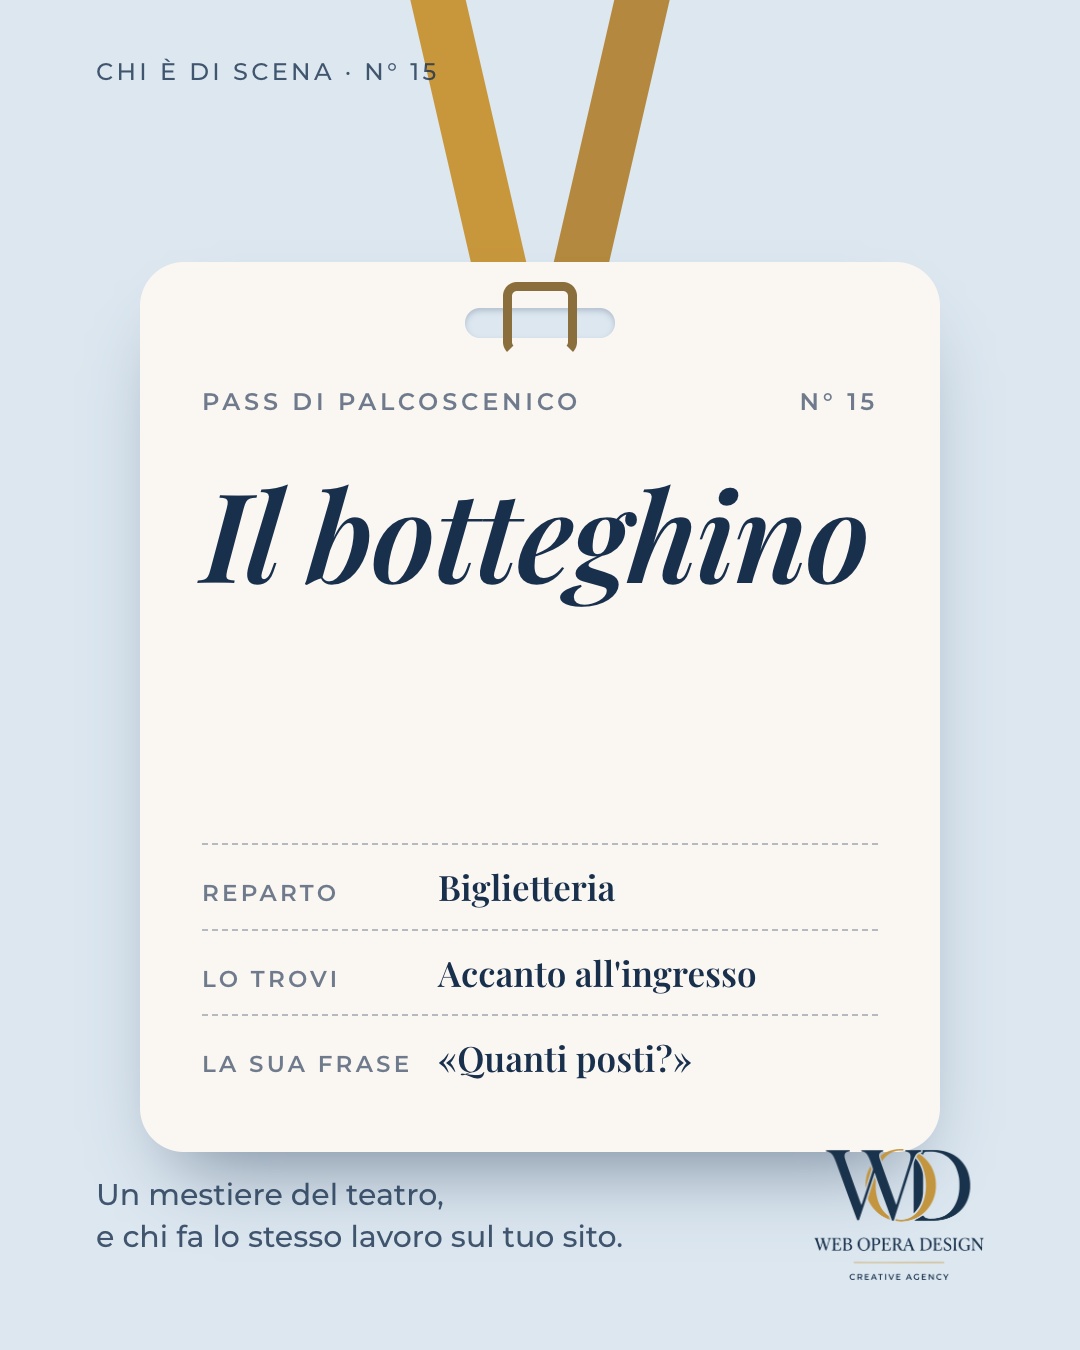 CHI È DI SCENA · N° 15
PASS DI PALCOSCENICO N° 15
Il botteghino
REPARTO Biglietteria
LO TROVI Accanto all'ingresso
LA SUA FRASE «Quanti posti?»
Un mestiere del teatro,
e chi fa lo stesso lavoro sul tuo sito.
WOD
WEB OPERA DESIGN
CREATIVE AGENCY